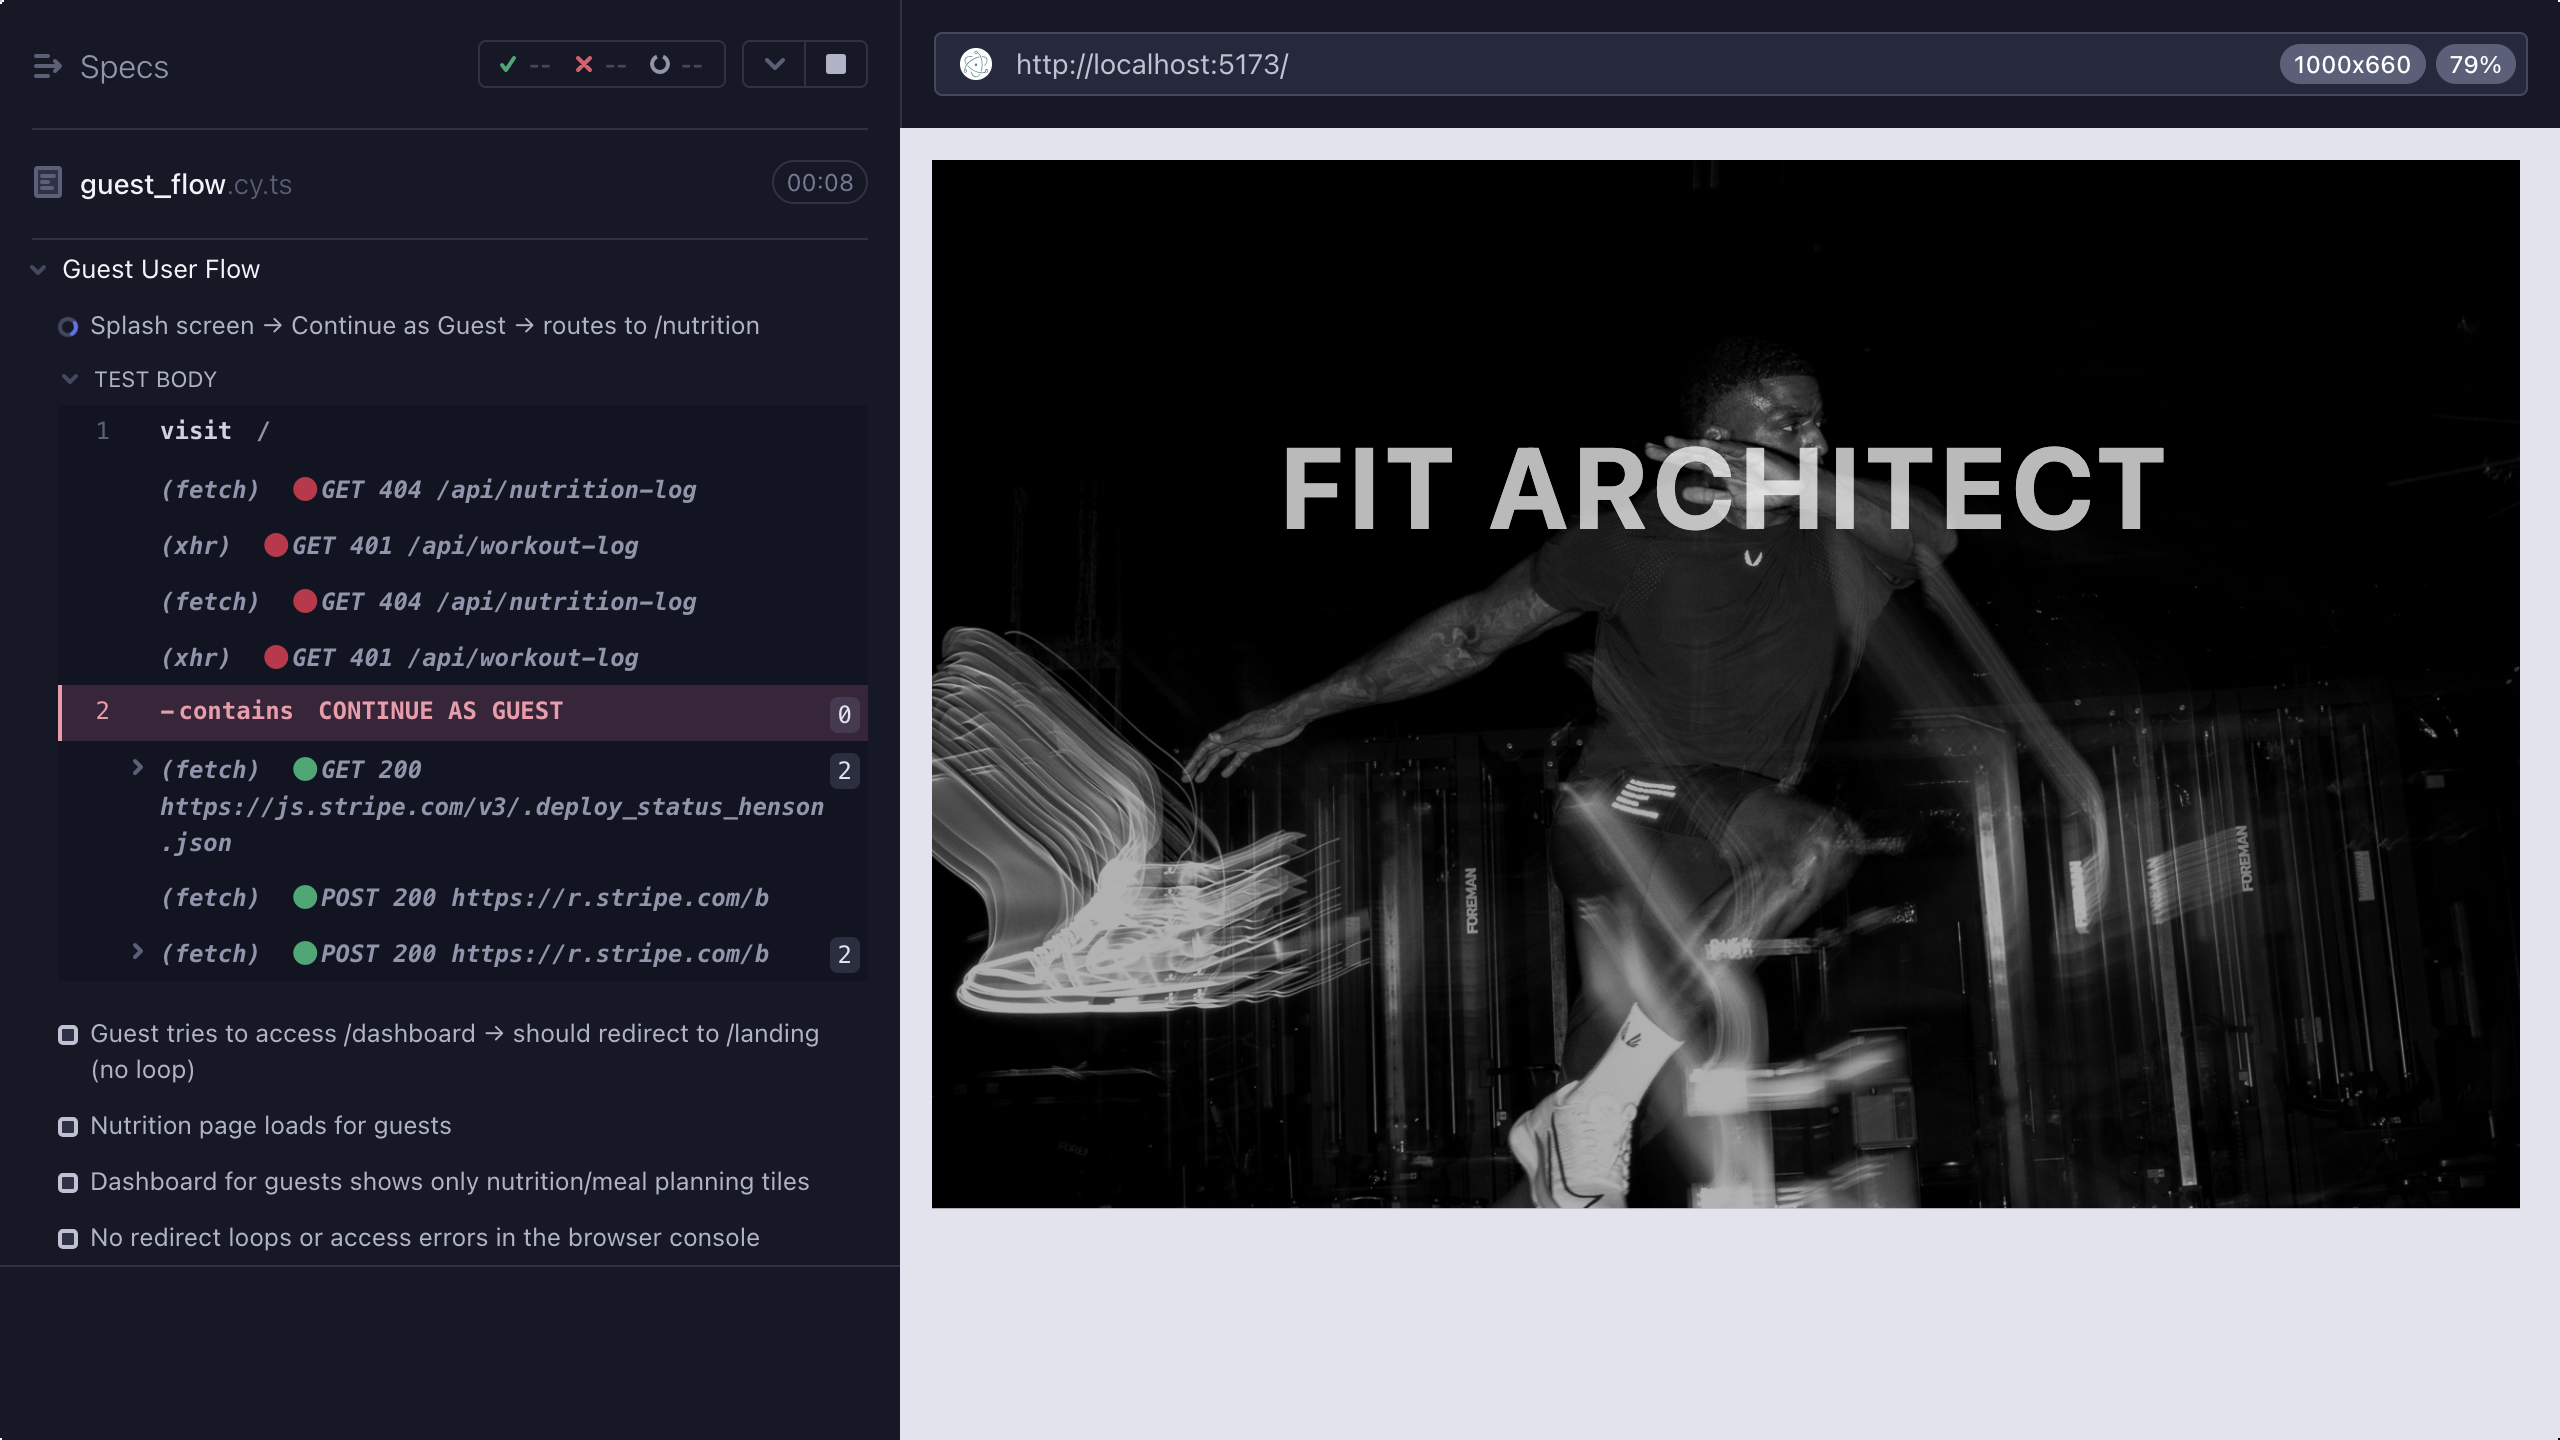 Specs
-- -- --
http://localhost:5173/
1000x660
79%
guest_flow.cy.ts
00:08
Guest User Flow
Splash screen → Continue as Guest → routes to /nutrition
TEST BODY
1 visit /
(fetch) GET 404 /api/nutrition-log
(xhr) GET 401 /api/workout-log
(fetch) GET 404 /api/nutrition-log
(xhr) GET 401 /api/workout-log
2 -contains CONTINUE AS GUEST 0
(fetch) GET 200 2
https://js.stripe.com/v3/.deploy_status_henson
.json
(fetch) POST 200 https://r.stripe.com/b
(fetch) POST 200 https://r.stripe.com/b 2
Guest tries to access /dashboard → should redirect to /landing
(no loop)
Nutrition page loads for guests
Dashboard for guests shows only nutrition/meal planning tiles
No redirect loops or access errors in the browser console
FIT ARCHITECT
FOREMAN
FOREMAN